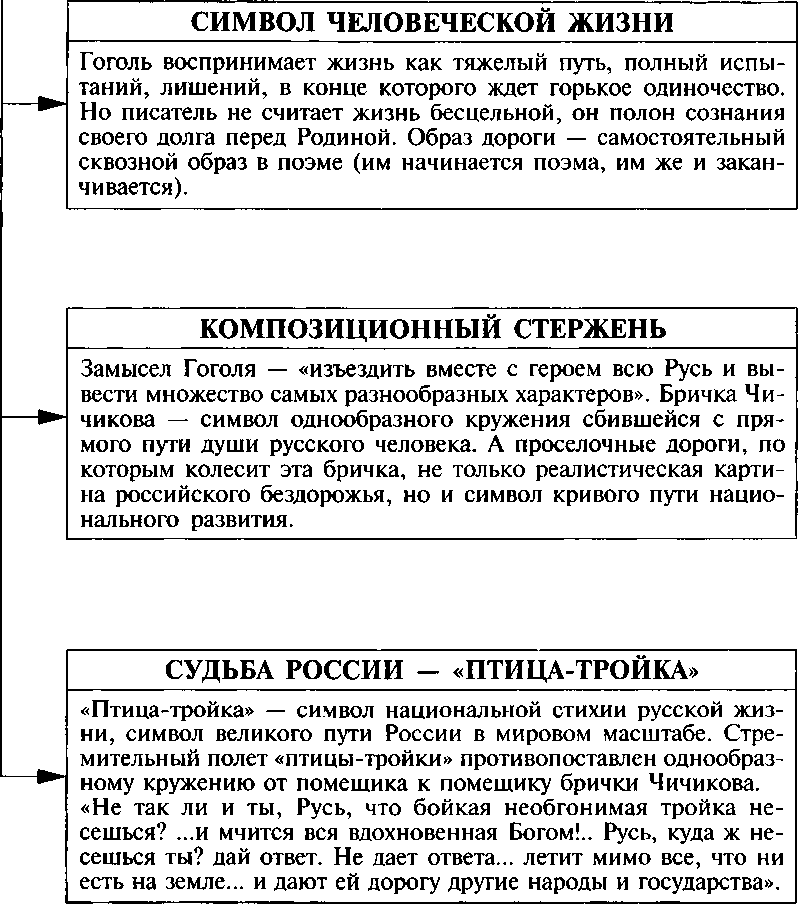 СИМВОЛ ЧЕЛОВЕЧЕСКОЙ ЖИЗНИ
Гоголь воспринимает жизнь как тяжелый путь, полный испы-
таний, лишений, в конце которого ждет горькое одиночество.
Но писатель не считает жизнь бесцельной, он полон сознания
своего долга перед Родиной. Образ дороги — самостоятельный
сквозной образ в поэме (им начинается поэма, им же и закан-
чивается).
КОМПОЗИЦИОННЫЙ СТЕРЖЕНЬ
Замысел Гоголя — «изъездить вместе с героем всю Русь и вы-
вести множество самых разнообразных характеров». Бричка Чи-
чикова — символ однообразного кружения сбившейся с пря-
мого пути души русского человека. А проселочные дороги, по
которым колесит эта бричка, не только реалистическая карти-
на российского бездорожья, но и символ кривого пути нацио-
нального развития.
СУДЬБА РОССИИ — «ПТИЦА-ТРОЙКА»
«Птица-тройка» — символ национальной стихии русской жиз-
ни, символ великого пути России в мировом масштабе. Стре-
мительный полет «птицы-тройки» противопоставлен однообраз-
ному кружению от помещика к помещику брички Чичикова.
«Не так ли и ты, Русь, что бойкая необгонимая тройка не-
сешься? ...и мчится вся вдохновенная Богом!.. Русь, куда ж не-
сешься ты? дай ответ. Не дает ответа... летит мимо все, что ни
есть на земле... и дают ей дорогу другие народы и государства».